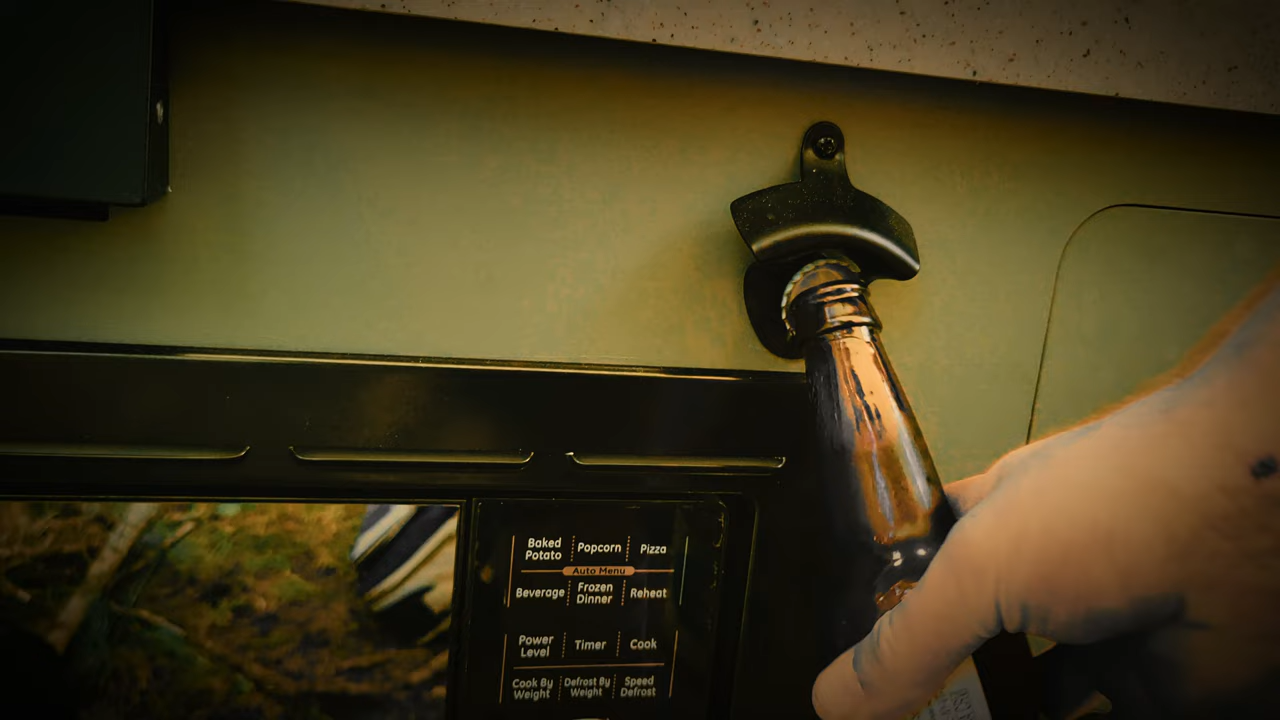 Baked Potato Popcorn Pizza
Auto Menu
Beverage Frozen Dinner Reheat
Power Level Timer Cook
Cook By Weight Defrost By Weight Speed Defrost